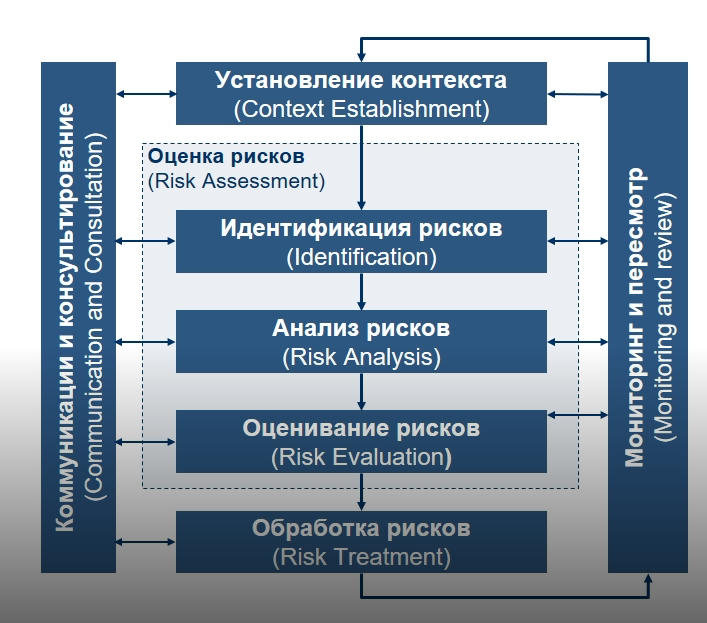 Установление контекста
(Context Establishment)
Оценка рисков
(Risk Assessment)
Идентификация рисков
(Identification)
Анализ рисков
(Risk Analysis)
Оценивание рисков
(Risk Evaluation)
Обработка рисков
(Risk Treatment)
Коммуникации и консультирование
(Communication and Consultation)
Мониторинг и пересмотр
(Monitoring and review)